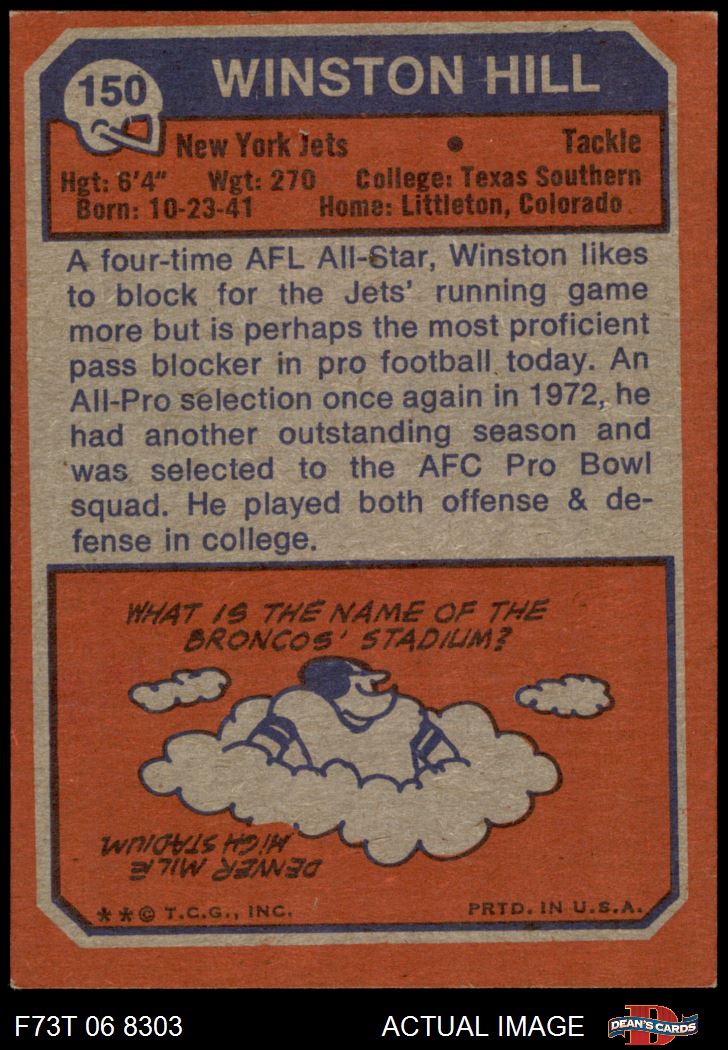 150
WINSTON HILL
New York Jets • Tackle
Hgt: 6'4" Wgt: 270 College: Texas Southern
Born: 10-23-41 Home: Littleton, Colorado
A four-time AFL All-Star, Winston likes
to block for the Jets' running game
more but is perhaps the most proficient
pass blocker in pro football today. An
All-Pro selection once again in 1972, he
had another outstanding season and
was selected to the AFC Pro Bowl
squad. He played both offense & de-
fense in college.
WHAT IS THE NAME OF THE
BRONCOS' STADIUM?
DENVER MILE
HIGH STADIUM
**© T.C.G., INC. PRTD. IN U.S.A.
F73T 06 8303 ACTUAL IMAGE
D
DEAN'S CARDS